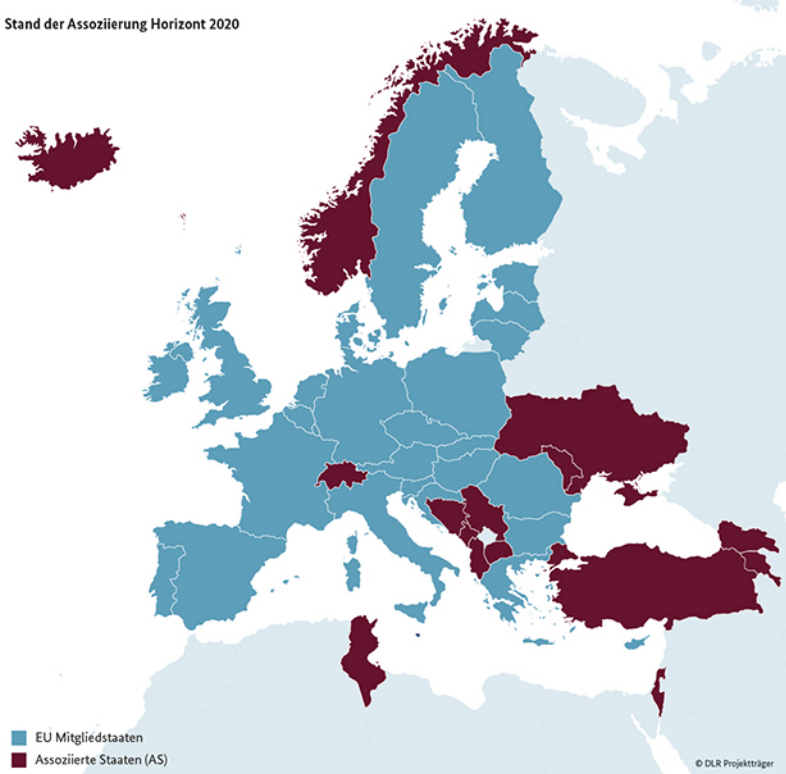 Stand der Assoziierung Horizont 2020
EU Mitgliedstaaten
Assoziierte Staaten (AS)
© DLR Projektträger